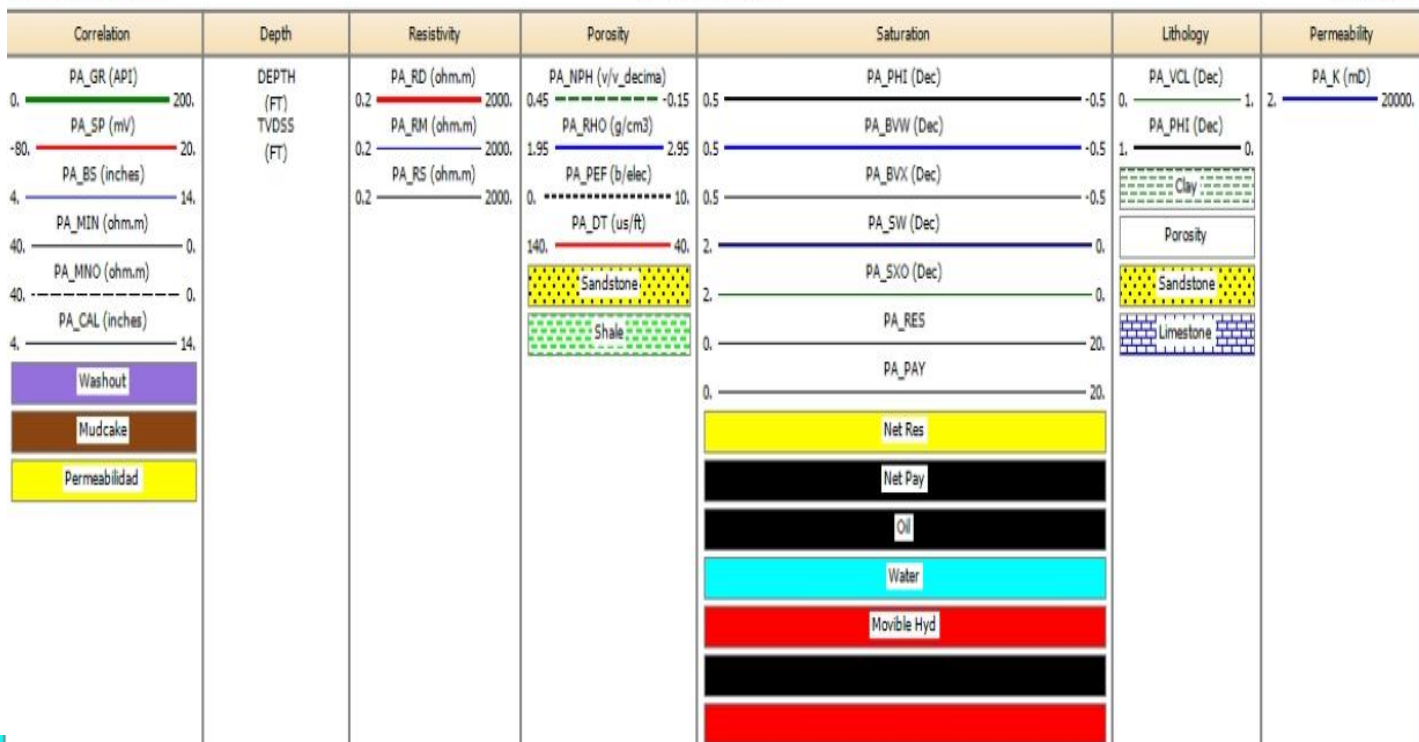 Correlation
Depth
Resistivity
Porosity
Saturation
Lithology
Permeability
PA_GR (API)
0. 200.
PA_SP (mV)
-80. 20.
PA_BS (inches)
4. 14.
PA_MIN (ohm.m)
40. 0.
PA_MNO (ohm.m)
40. 0.
PA_CAL (inches)
4. 14.
Washout
Mudcake
Permeabilidad
DEPTH
(FT)
TVDSS
(FT)
PA_RD (ohm.m)
0.2 2000.
PA_RM (ohm.m)
0.2 2000.
PA_RS (ohm.m)
0.2 2000.
PA_NPH (v/v_decima)
0.45 -0.15
PA_RHO (g/cm3)
1.95 2.95
PA_PEF (b/elec)
0. 10.
PA_DT (us/ft)
140. 40.
Sandstone
Shale
PA_PHI (Dec)
0.5 -0.5
PA_BVW (Dec)
0.5 -0.5
PA_BVX (Dec)
0.5 -0.5
PA_SW (Dec)
2. 0.
PA_SXO (Dec)
2. 0.
PA_RES
0. 20.
PA_PAY
0. 20.
Net Res
Net Pay
Oil
Water
Movible Hyd
PA_VCL (Dec)
0. 1.
PA_PHI (Dec)
1. 0.
Clay
Porosity
Sandstone
Limestone
PA_K (mD)
2. 20000.